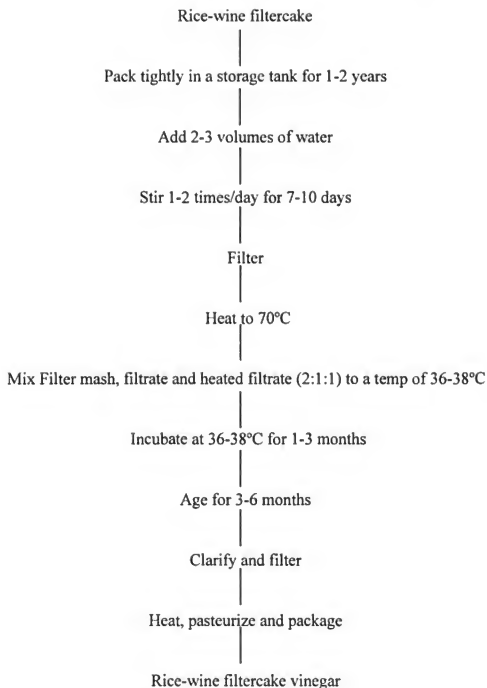 Rice-wine filtercake
Pack tightly in a storage tank for 1-2 years
Add 2-3 volumes of water
Stir 1-2 times/day for 7-10 days
Filter
Heat to 70ºC
Mix Filter mash, filtrate and heated filtrate (2:1:1) to a temp of 36-38ºC
Incubate at 36-38ºC for 1-3 months
Age for 3-6 months
Clarify and filter
Heat, pasteurize and package
Rice-wine filtercake vinegar